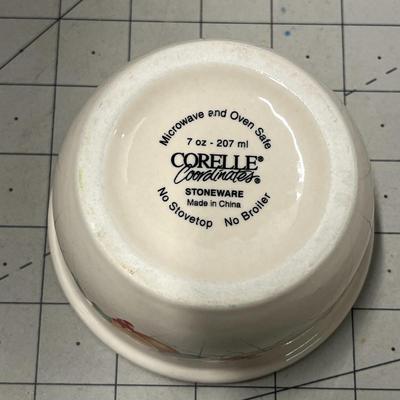 Microwave and Oven Safe
7 oz - 207 ml
CORELLE®
Coordinates®
STONEWARE
Made in China
No Stovetop No Broiler